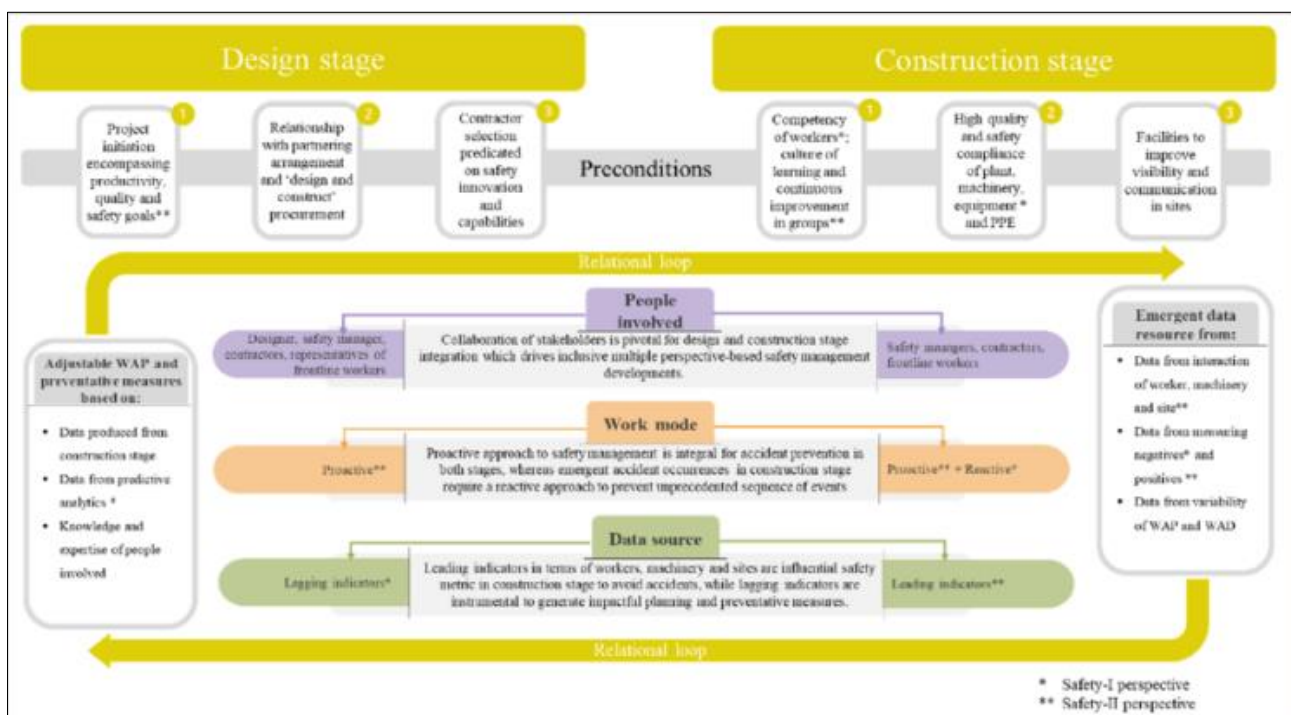 Design stage
Construction stage
1
Project
initiation
encompassing
productivity,
quality and
safety goals**
2
Relationship
with partnering
arrangement
and ‘design and
construct’
procurement
3
Contractor
selection
predicated on
safety
innovation
and
capabilities
Preconditions
1
Competency
of workers*;
culture of
learning and
continuous
improvement
in groups**
2
High quality
and safety
compliance
of plant,
machinery,
equipment *
and PPE
3
Facilities to
improve
visibility and
communication
in sites
Relational loop
Adjustable WAP and
preventative measures
based on:
• Data produced from
construction stage
• Data from predictive
analytics *
• Knowledge and
expertise of people
involved
People
involved
Designer, safety manager,
contractors, representatives of
frontline workers
Collaboration of stakeholders is pivotal for design and construction stage
integration which drives inclusive multiple perspective-based safety management
developments.
Safety managers, contractors,
frontline workers
Work mode
Proactive**
Proactive approach to safety management is integral for accident prevention in
both stages, whereas emergent accident occurrences in construction stage
require a reactive approach to prevent unprecedented sequence of events
Proactive** + Reactive*
Data source
Lagging indicators*
Leading indicators in terms of workers, machinery and sites are influential safety
metric in construction stage to avoid accidents, while lagging indicators are
instrumental to generate impactful planning and preventative measures.
Leading indicators**
Emergent data
resource from:
• Data from interaction
of worker, machinery
and site**
• Data from measuring
negatives* and
positives **
• Data from variability
of WAP and WAD
Relational loop
* Safety-I perspective
** Safety-II perspective